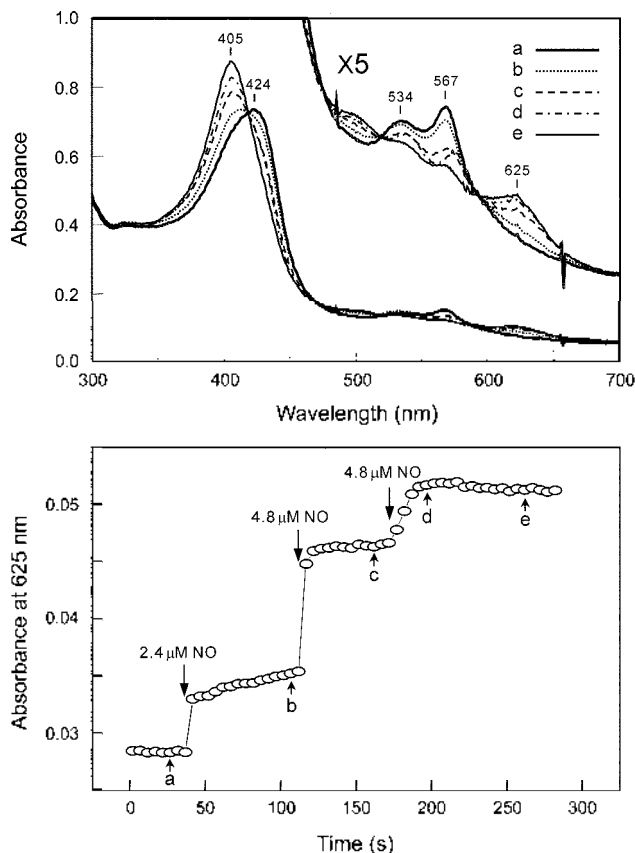 1.0
0.8
0.6
0.4
0.2
0.0
Absorbance
405
424
X5
534
567
625
a
b
c
d
e
300
400
500
600
700
Wavelength (nm)
0.05
0.04
0.03
Absorbance at 625 nm
2.4 µM NO
4.8 µM NO
4.8 µM NO
a
b
c
d
e
0
50
100
150
200
250
300
Time (s)